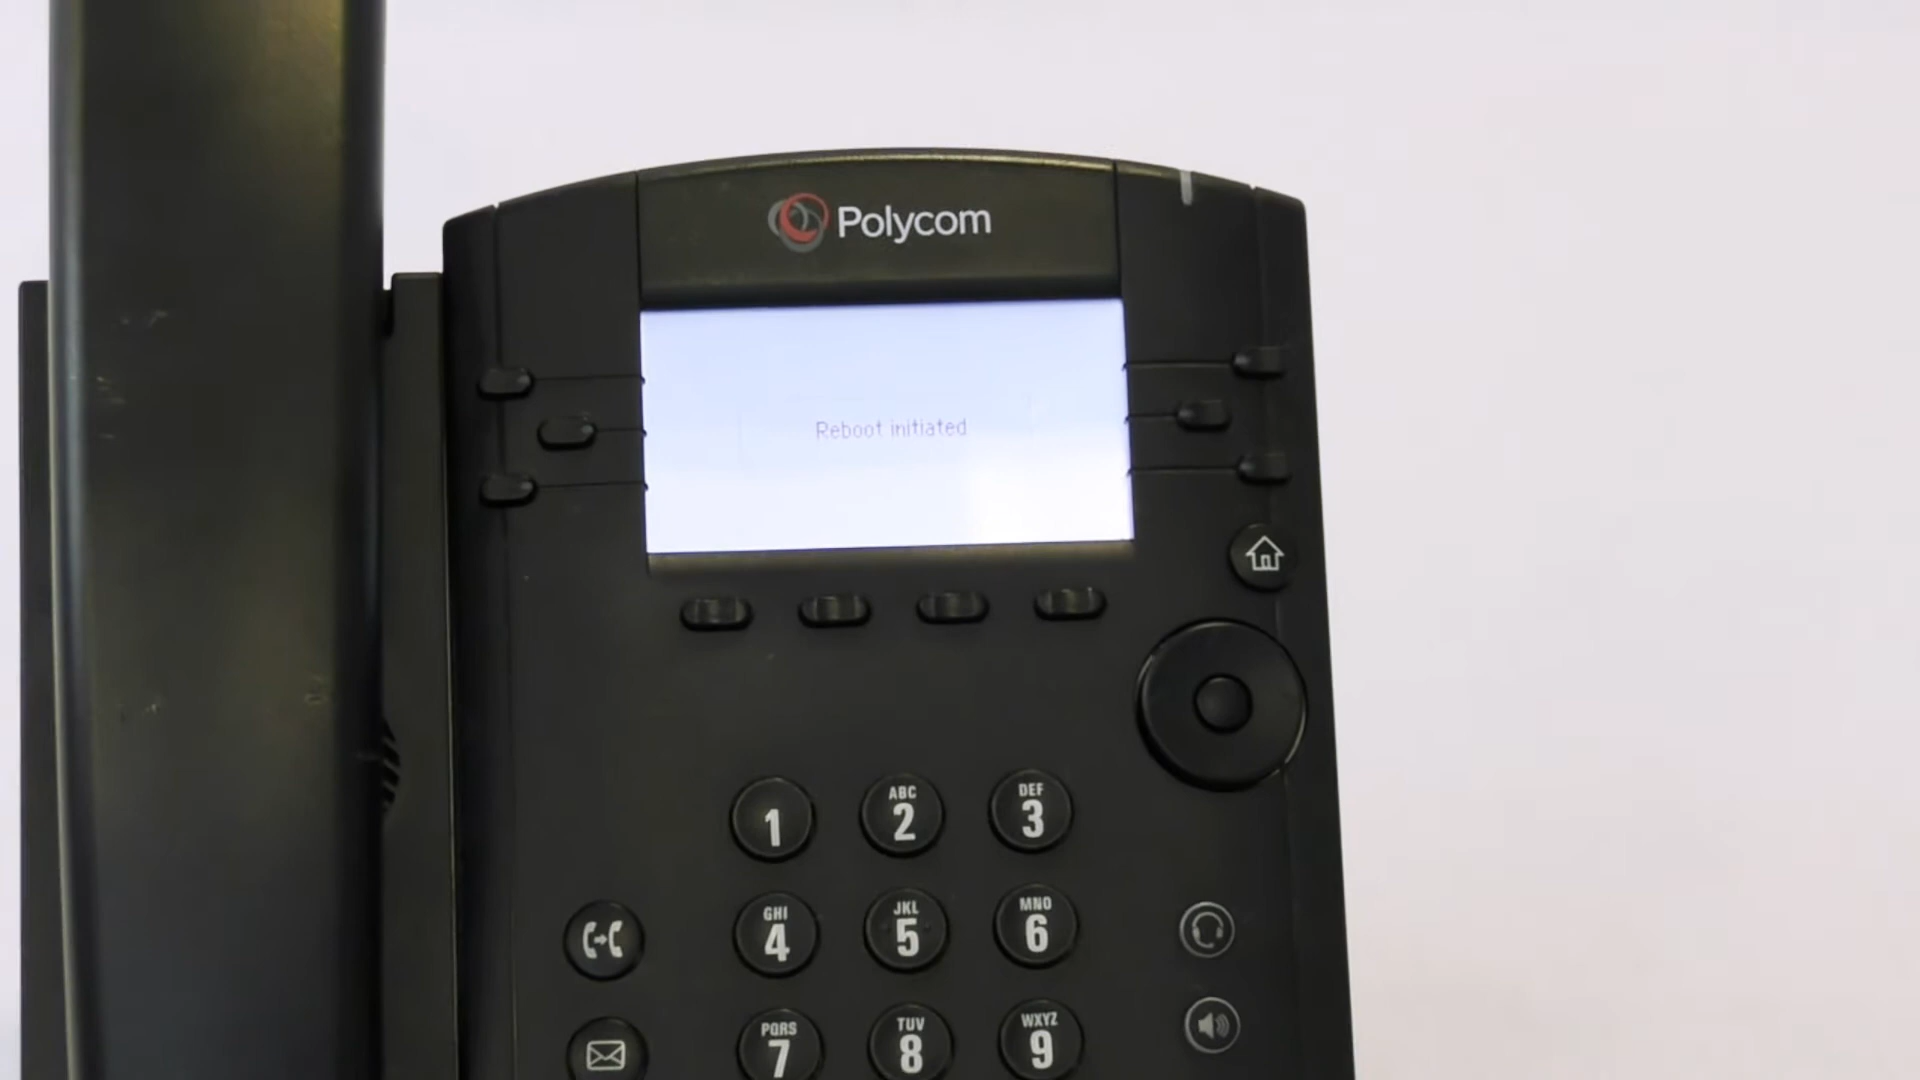 Polycom
Reboot initiated
1
ABC
2
DEF
3
GHI
4
JKL
5
MNO
6
PQRS
7
TUV
8
WXYZ
9